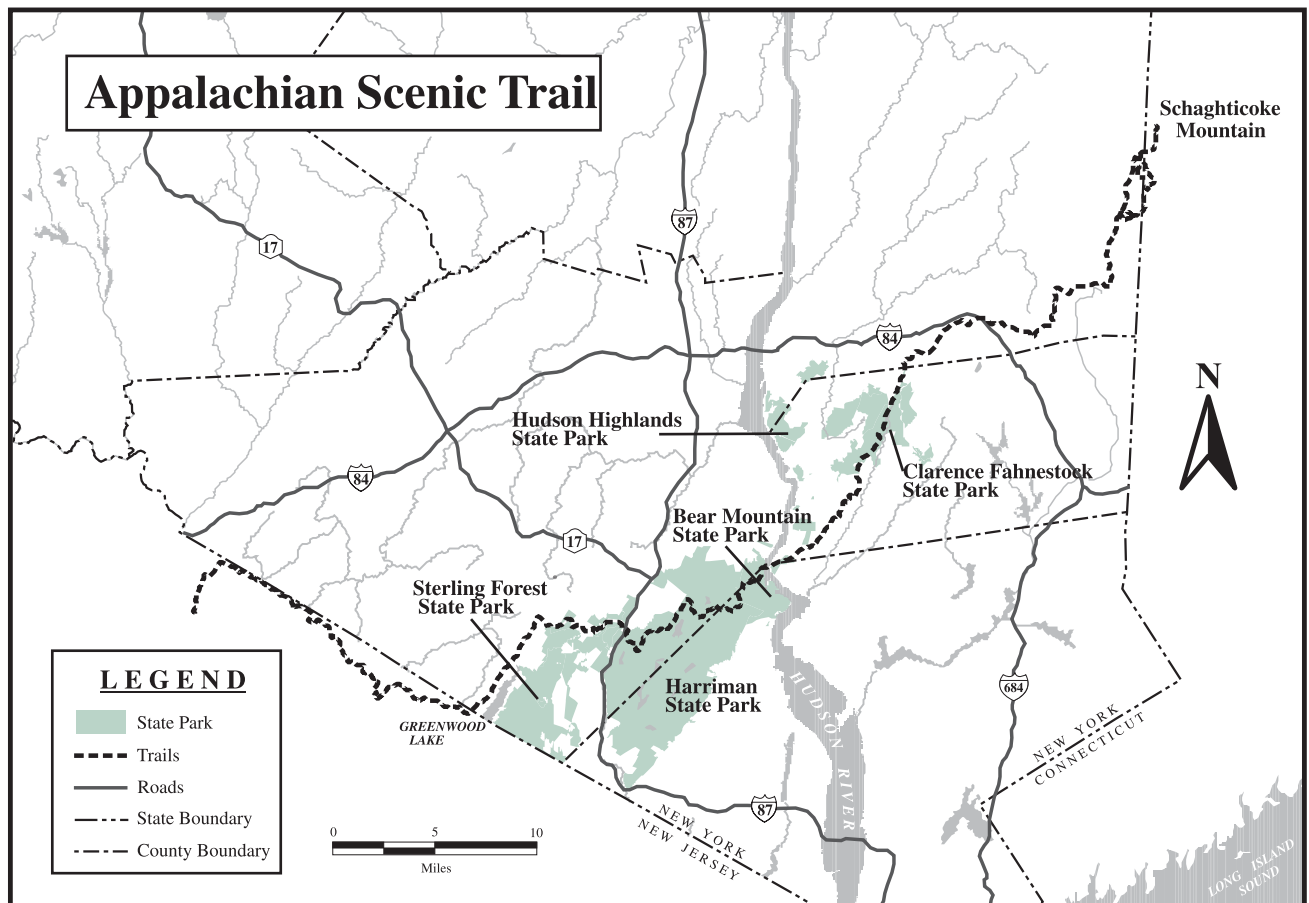 Appalachian Scenic Trail
Schaghticoke
Mountain
87
17
84
N
Hudson Highlands
State Park
84
Clarence Fahnestock
State Park
Bear Mountain
State Park
17
Sterling Forest
State Park
Harriman
State Park
684
HUDSON RIVER
GREENWOOD
LAKE
NEW YORK
CONNECTICUT
87
NEW YORK
NEW JERSEY
LONG ISLAND
SOUND
LEGEND
State Park
Trails
Roads
State Boundary
County Boundary
0 5 10
Miles